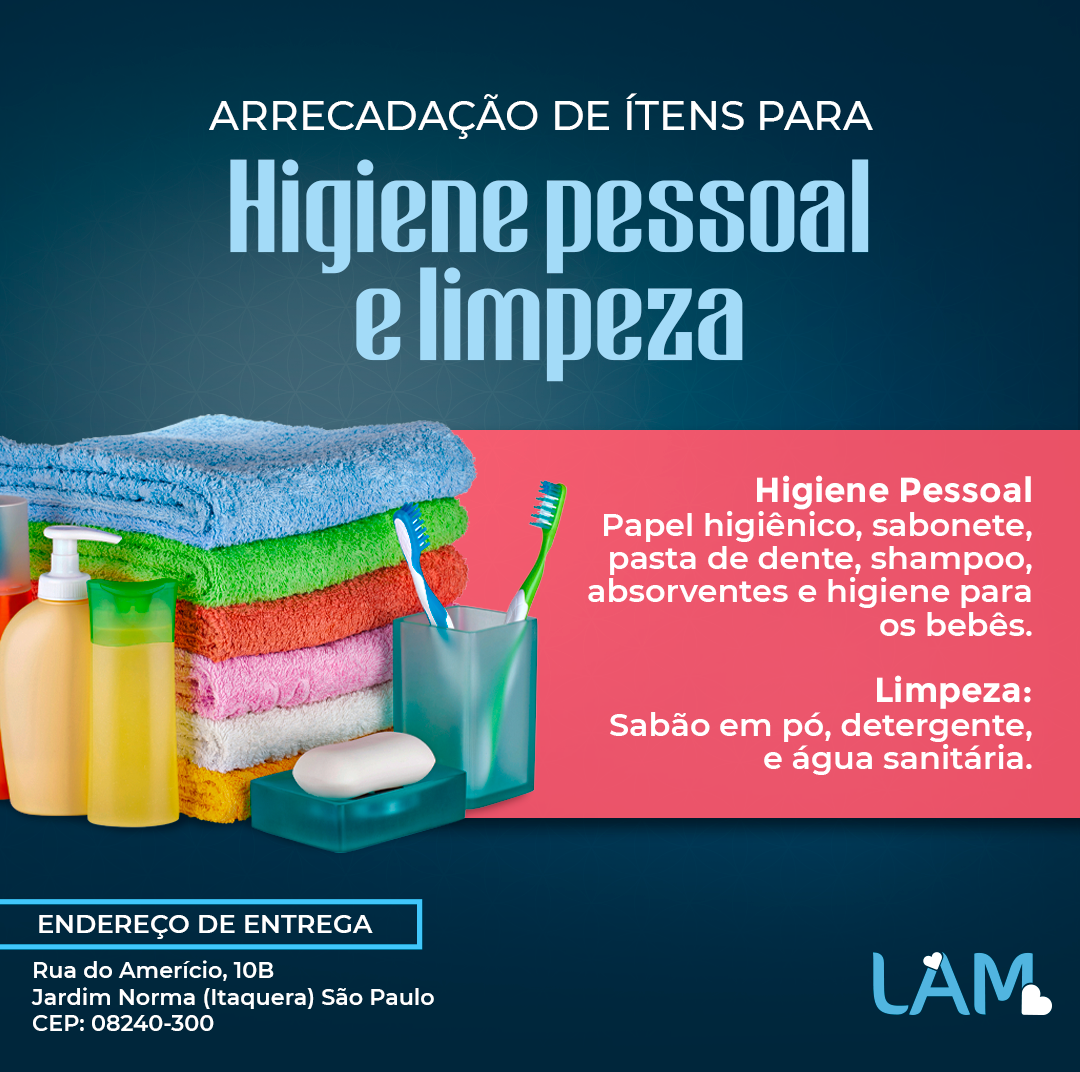 ARRECADAÇÃO DE ÍTENS PARA
Higiene pessoal
e limpeza
Higiene Pessoal
Papel higiênico, sabonete,
pasta de dente, shampoo,
absorventes e higiene para
os bebês.
Limpeza:
Sabão em pó, detergente,
e água sanitária.
ENDEREÇO DE ENTREGA
Rua do Amerício, 10B
Jardim Norma (Itaquera) São Paulo
CEP: 08240-300
LAM